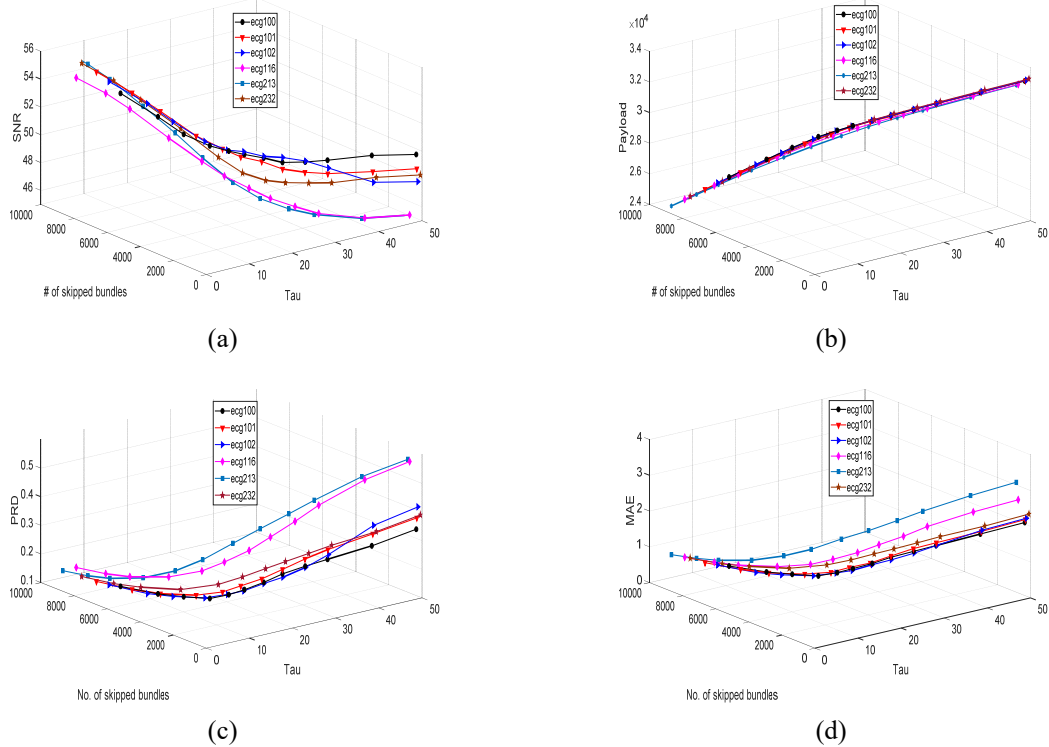 56
54
52
50
48
46
SNR
10000
8000
6000
4000
2000
0
# of skipped bundles
0
10
20
30
40
50
Tau
ecg100
ecg101
ecg102
ecg116
ecg213
ecg232
(a)
×10⁴
3.4
3.2
3
2.8
2.6
2.4
Payload
10000
8000
6000
4000
2000
0
# of skipped bundles
0
10
20
30
40
50
Tau
ecg100
ecg101
ecg102
ecg116
ecg213
ecg232
(b)
0.5
0.4
0.3
0.2
0.1
PRD
10000
8000
6000
4000
2000
0
No. of skipped bundles
0
10
20
30
40
50
Tau
ecg100
ecg101
ecg102
ecg116
ecg213
ecg232
(c)
4
3
2
1
0
MAE
10000
8000
6000
4000
2000
0
No. of skipped bundles
0
10
20
30
40
50
Tau
ecg100
ecg101
ecg102
ecg116
ecg213
ecg232
(d)